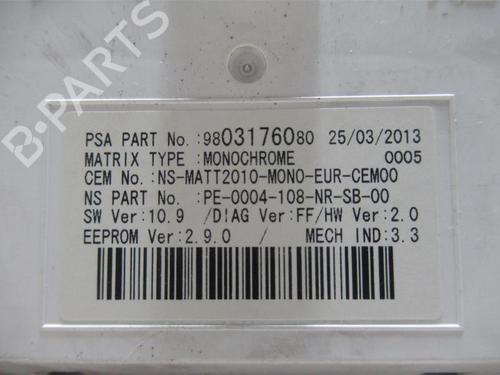 B-PARTS
PSA PART No.:9803176080 25/03/2013
MATRIX TYPE :MONOCHROME 0005
CEM No.:NS-MATT2010-MONO-EUR-CEM00
NS PART No. :PE-0004-108-NR-SB-00
SW Ver:10.9 /DIAG Ver:FF/HW Ver:2.0
EEPROM Ver:2.9.0 / MECH IND:3.3